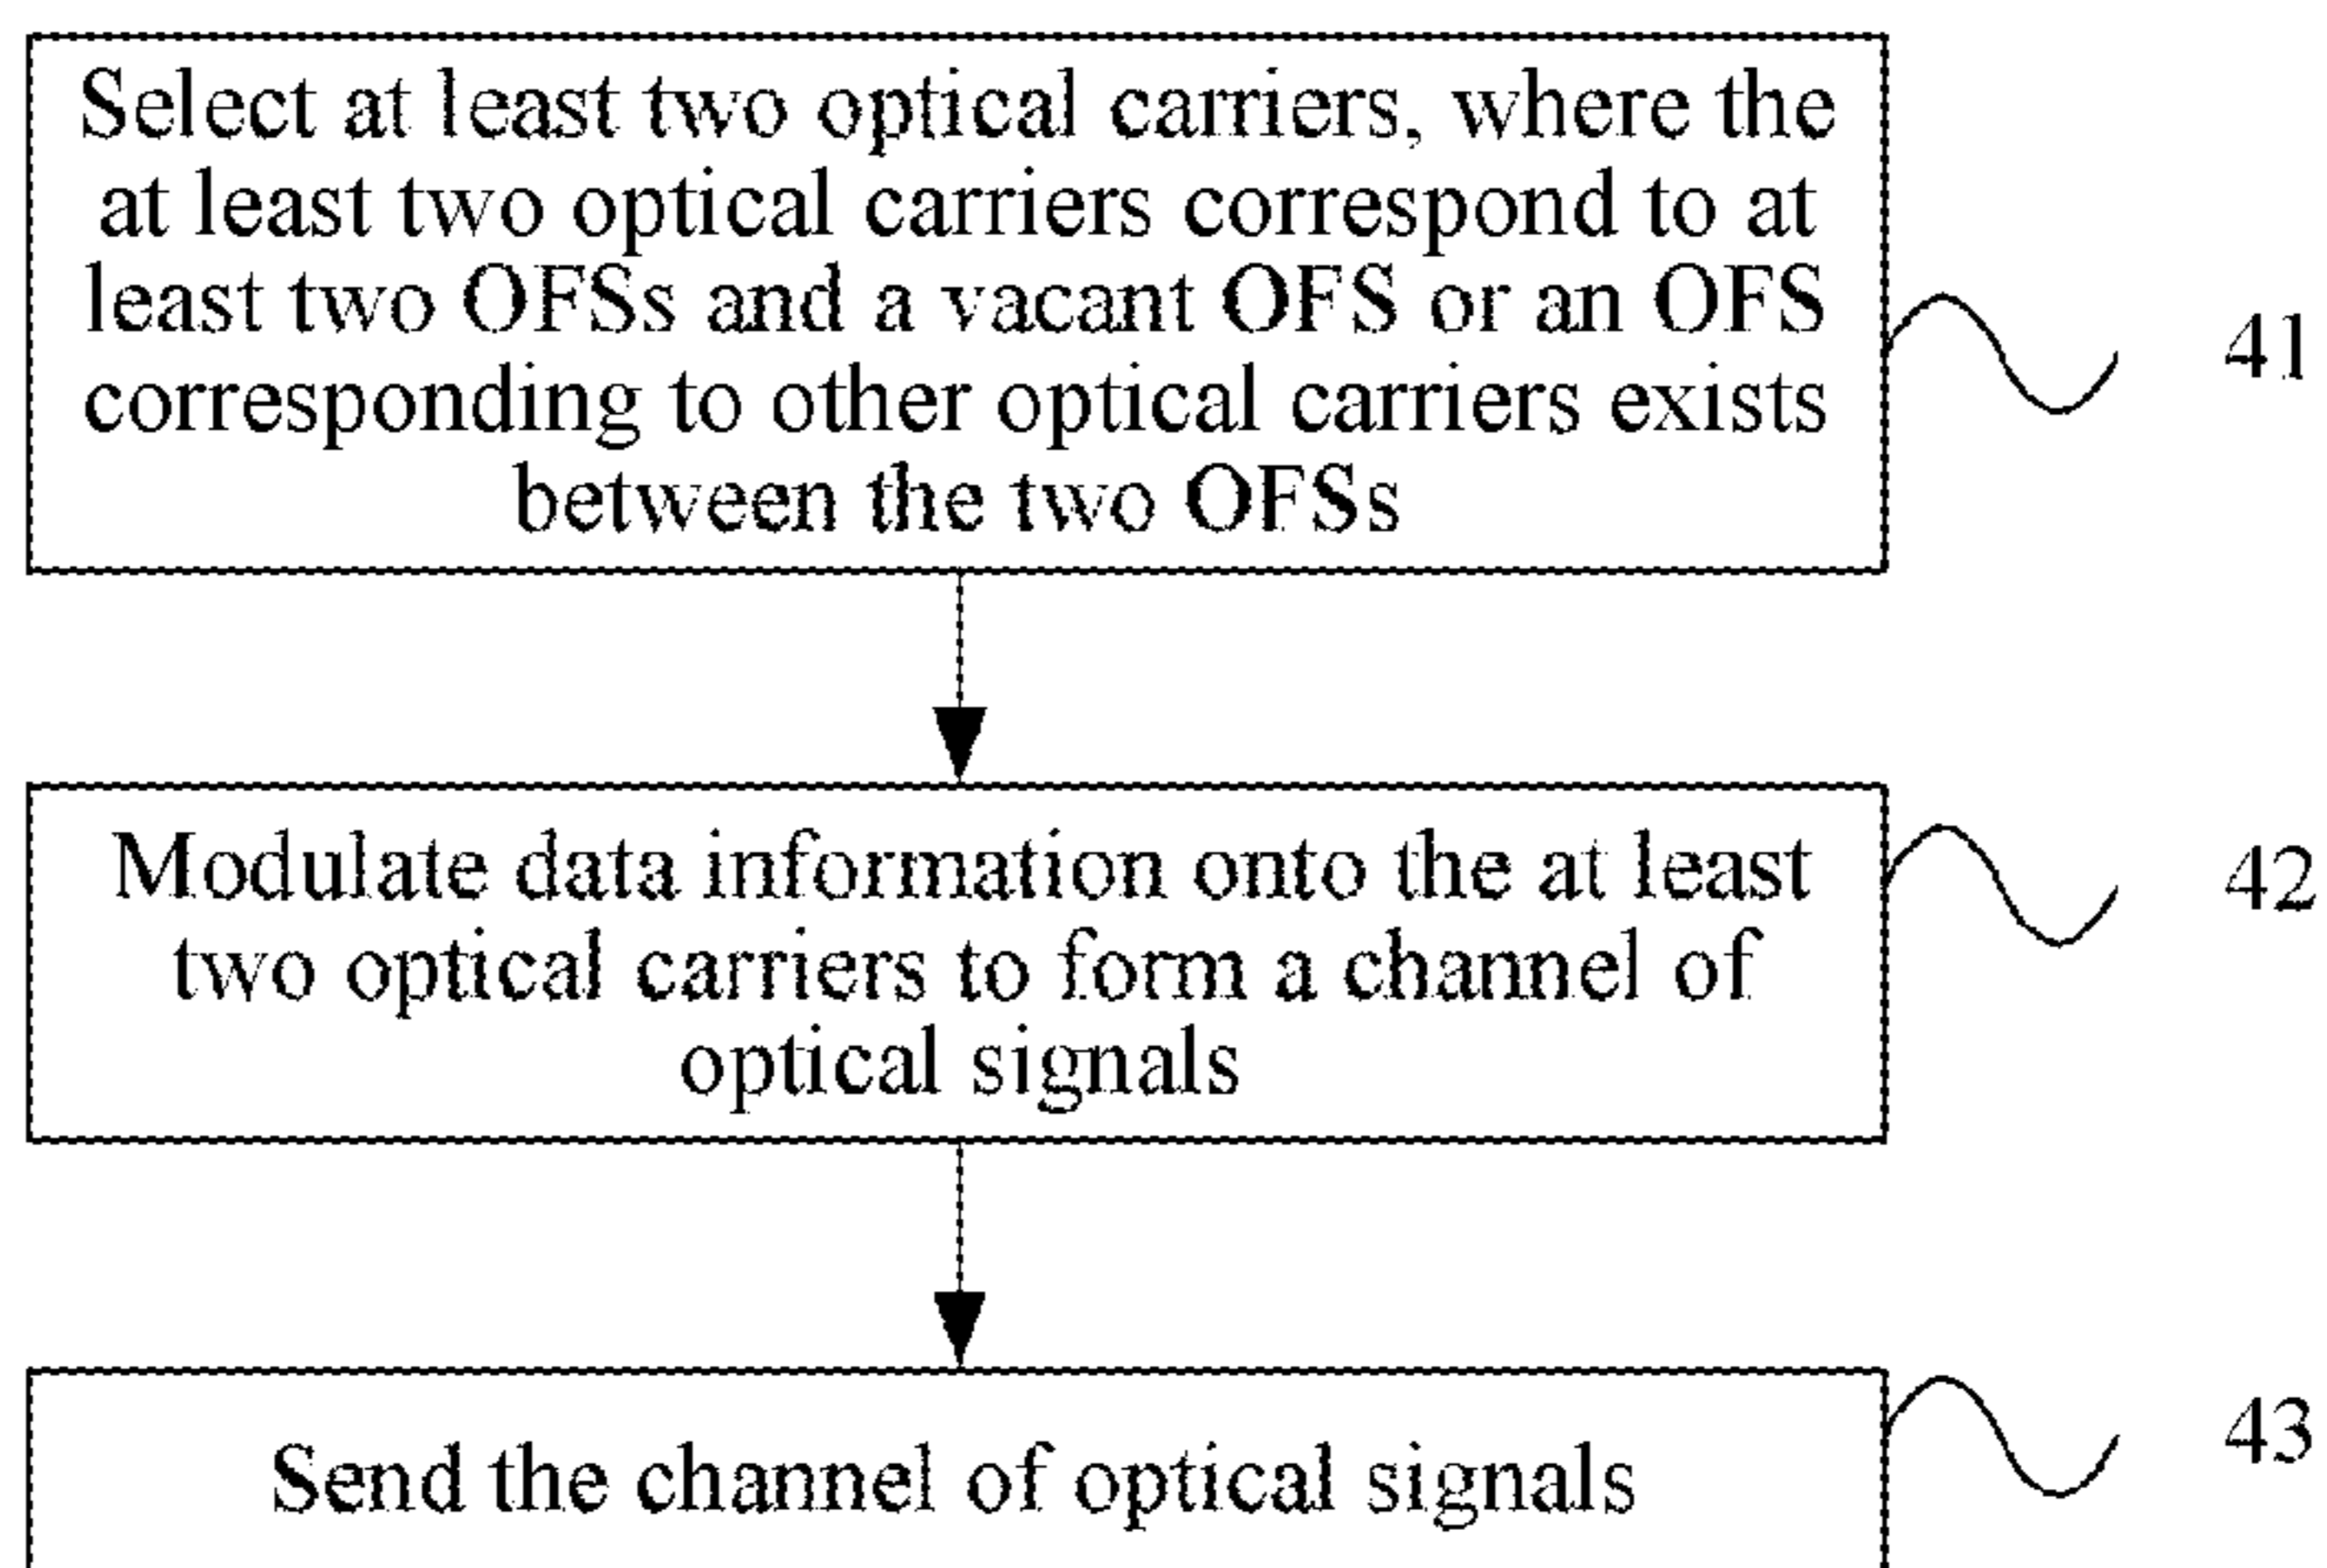 Select at least two optical carriers, where the
at least two optical carriers correspond to at
least two OFSs and a vacant OFS or an OFS
corresponding to other optical carriers exists
between the two OFSs
41
Modulate data information onto the at least
two optical carriers to form a channel of
optical signals
42
Send the channel of optical signals
43